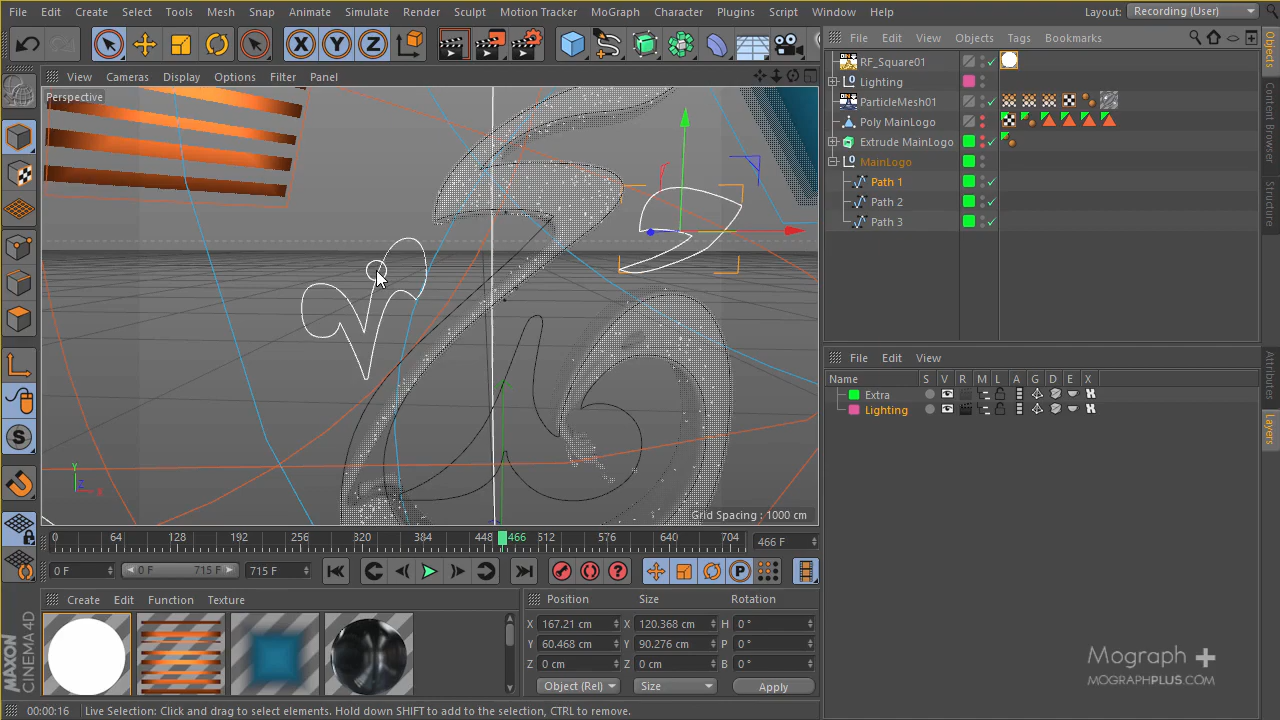 File Edit Create Select Tools Mesh Snap Animate Simulate Render Sculpt Motion Tracker MoGraph Character Plugins Script Window Help Layout: Recording (User)
X Y Z
View Cameras Display Options Filter Panel
Perspective
Grid Spacing : 1000 cm
File Edit View Objects Tags Bookmarks
RF_Square01
Lighting
ParticleMesh01
Poly MainLogo
Extrude MainLogo
MainLogo
Path 1
Path 2
Path 3
Objects
Content Browser
Structure
File Edit View
Name S V R M L A G D E X
Extra
Lighting
Attributes
Layers
0 64 128 192 256 320 384 448 466 512 576 640 704 466 F
0 F 0 F 715 F 715 F
Create Edit Function Texture
Position Size Rotation
X 167.21 cm X 120.368 cm H 0 °
Y 60.468 cm Y 90.276 cm P 0 °
Z 0 cm Z 0 cm B 0 °
Object (Rel) Size Apply
MAXON
CINEMA 4D
Mograph +
MOGRAPHPLUS.COM
00:00:16 Live Selection: Click and drag to select elements. Hold down SHIFT to add to the selection, CTRL to remove.